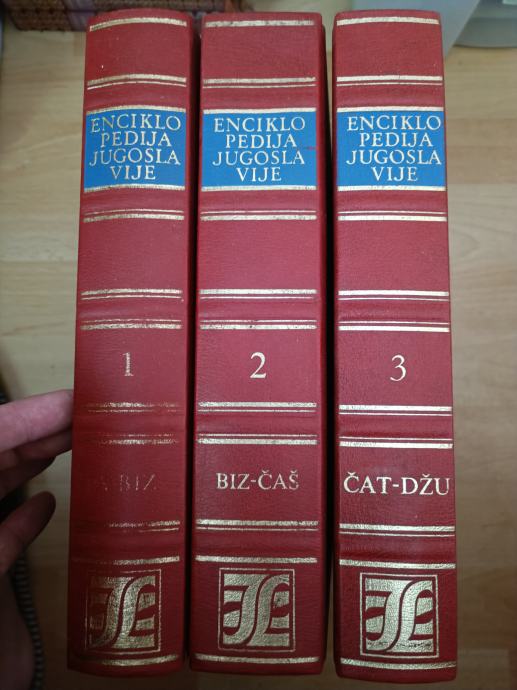 ENCIKLO
PEDIJA
JUGOSLA
VIJE
1
A-BIZ
ENCIKLO
PEDIJA
JUGOSLA
VIJE
2
BIZ-ČAŠ
ENCIKLO
PEDIJA
JUGOSLA
VIJE
3
ČAT-DŽU